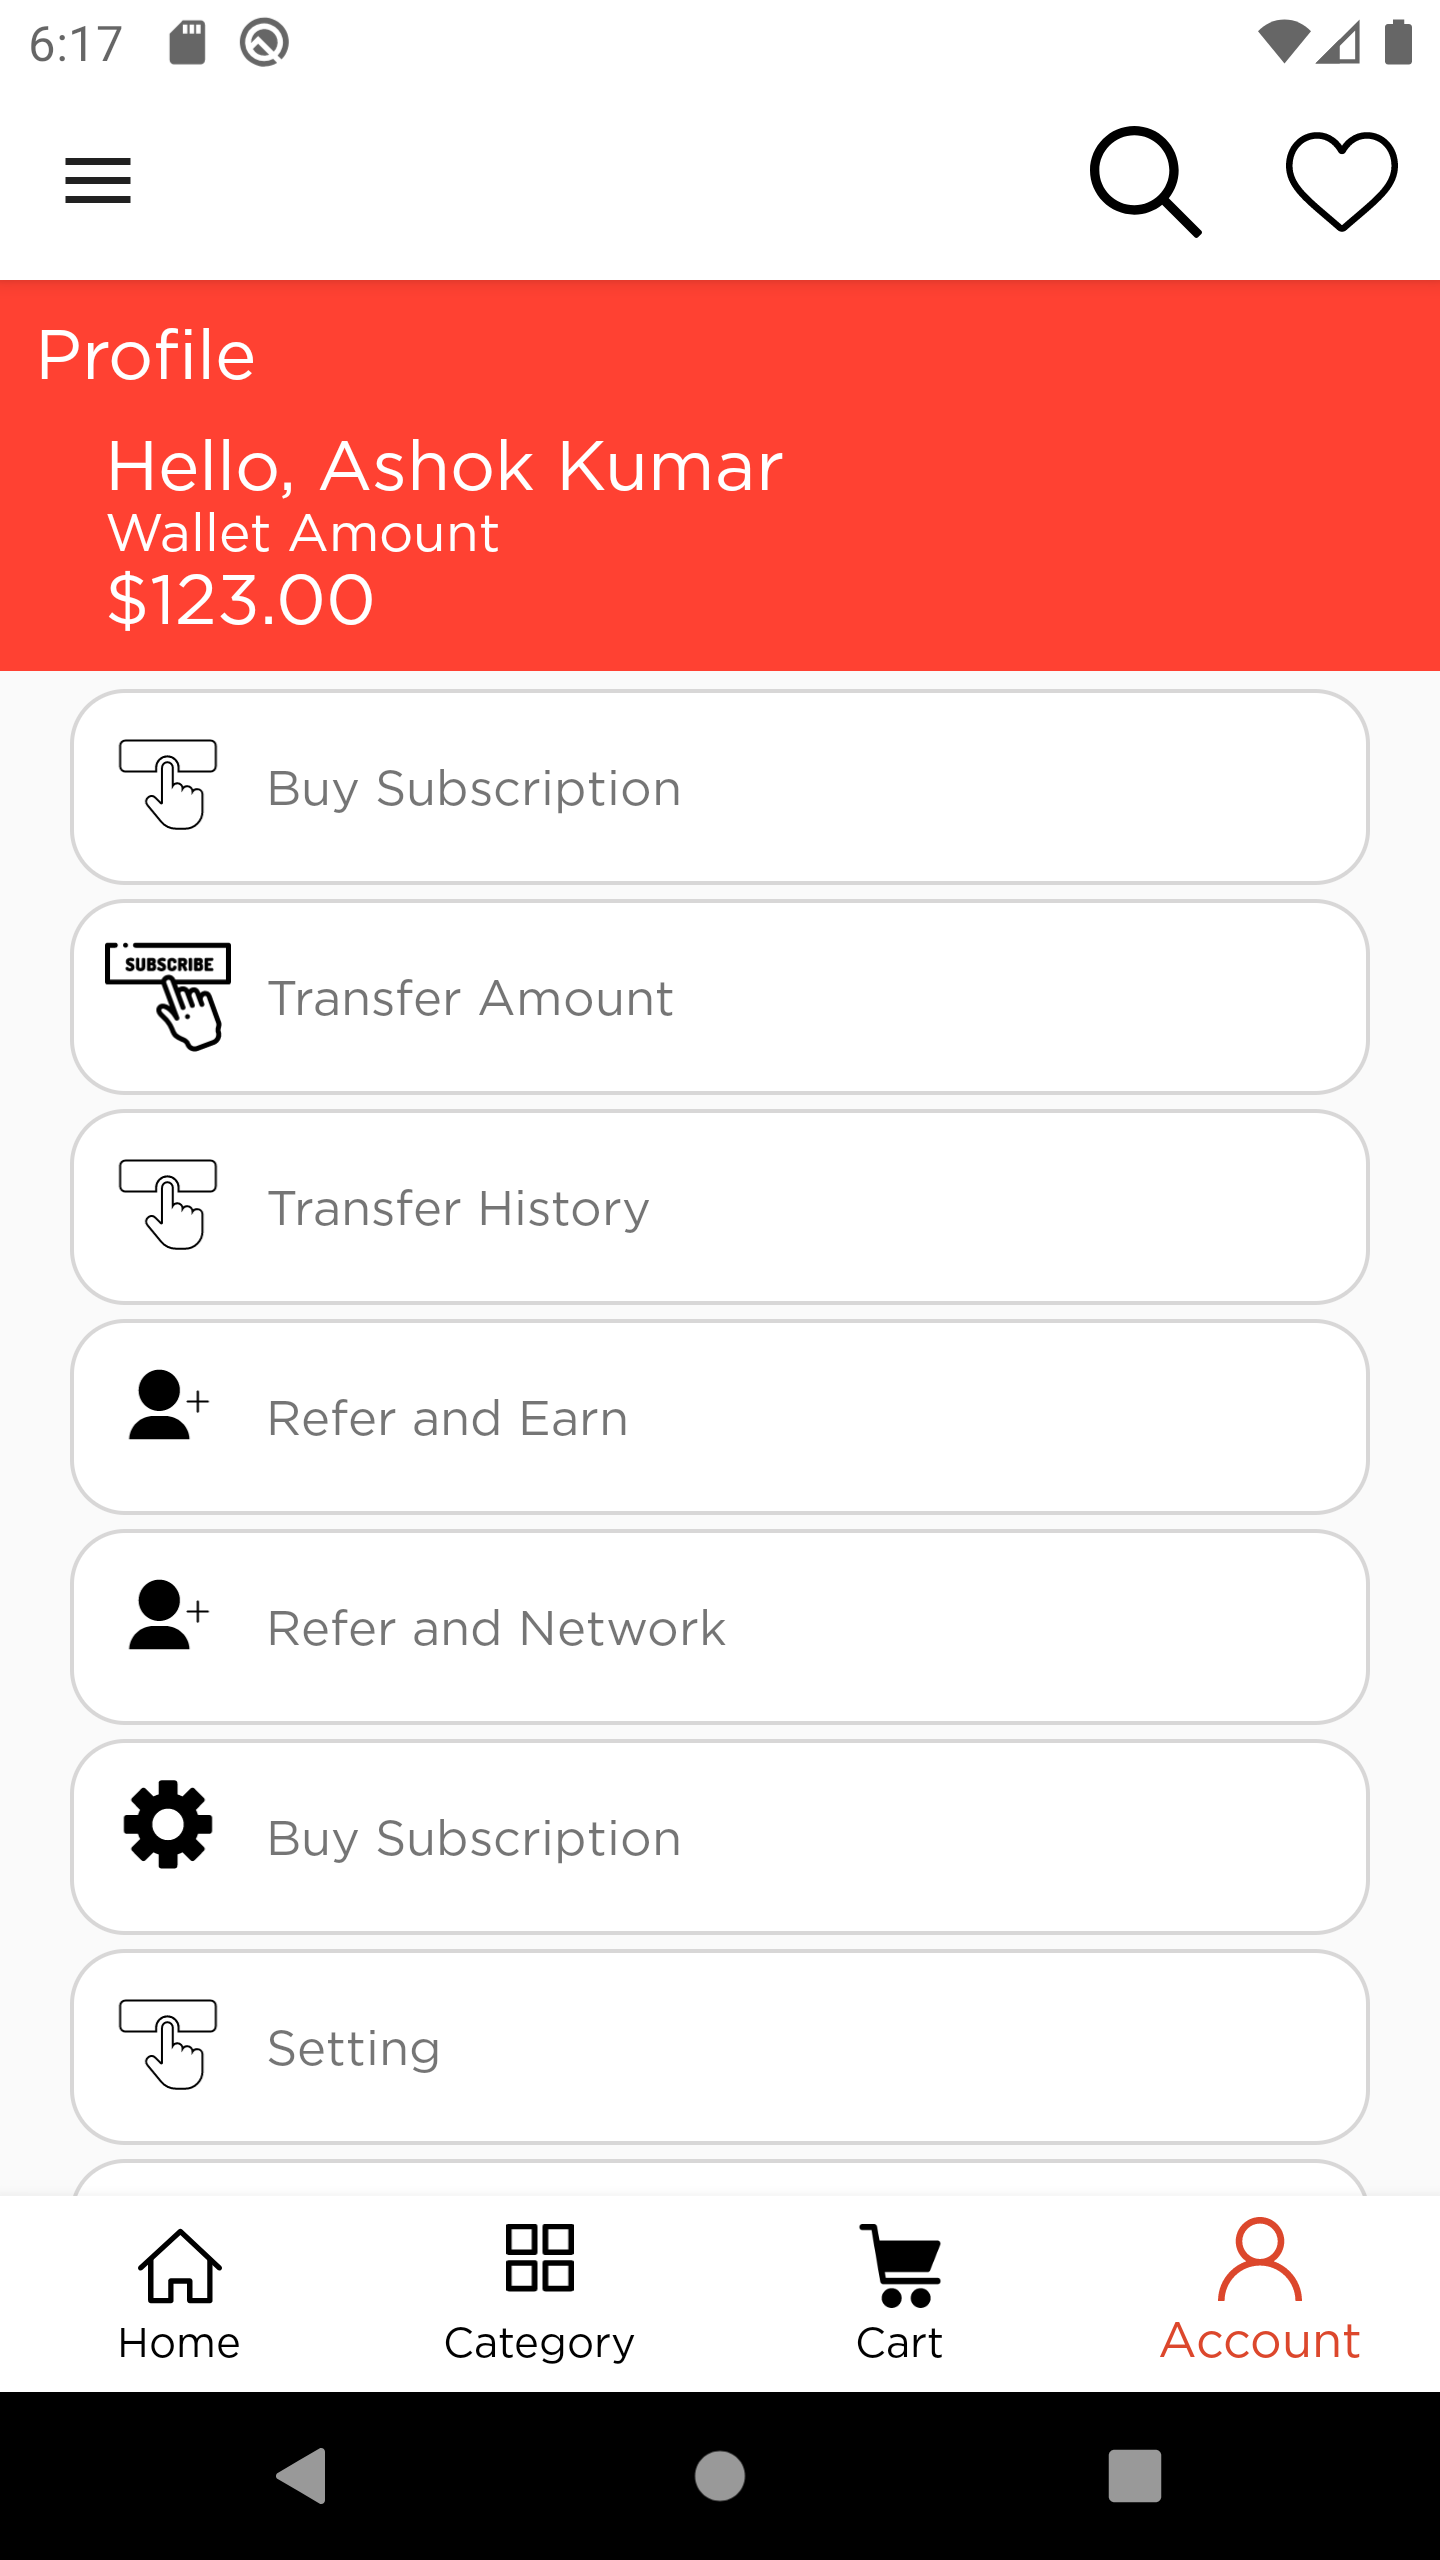 6:17
Profile
Hello, Ashok Kumar
Wallet Amount
$123.00
Buy Subscription
SUBSCRIBE
Transfer Amount
Transfer History
Refer and Earn
Refer and Network
Buy Subscription
Setting
Home
Category
Cart
Account